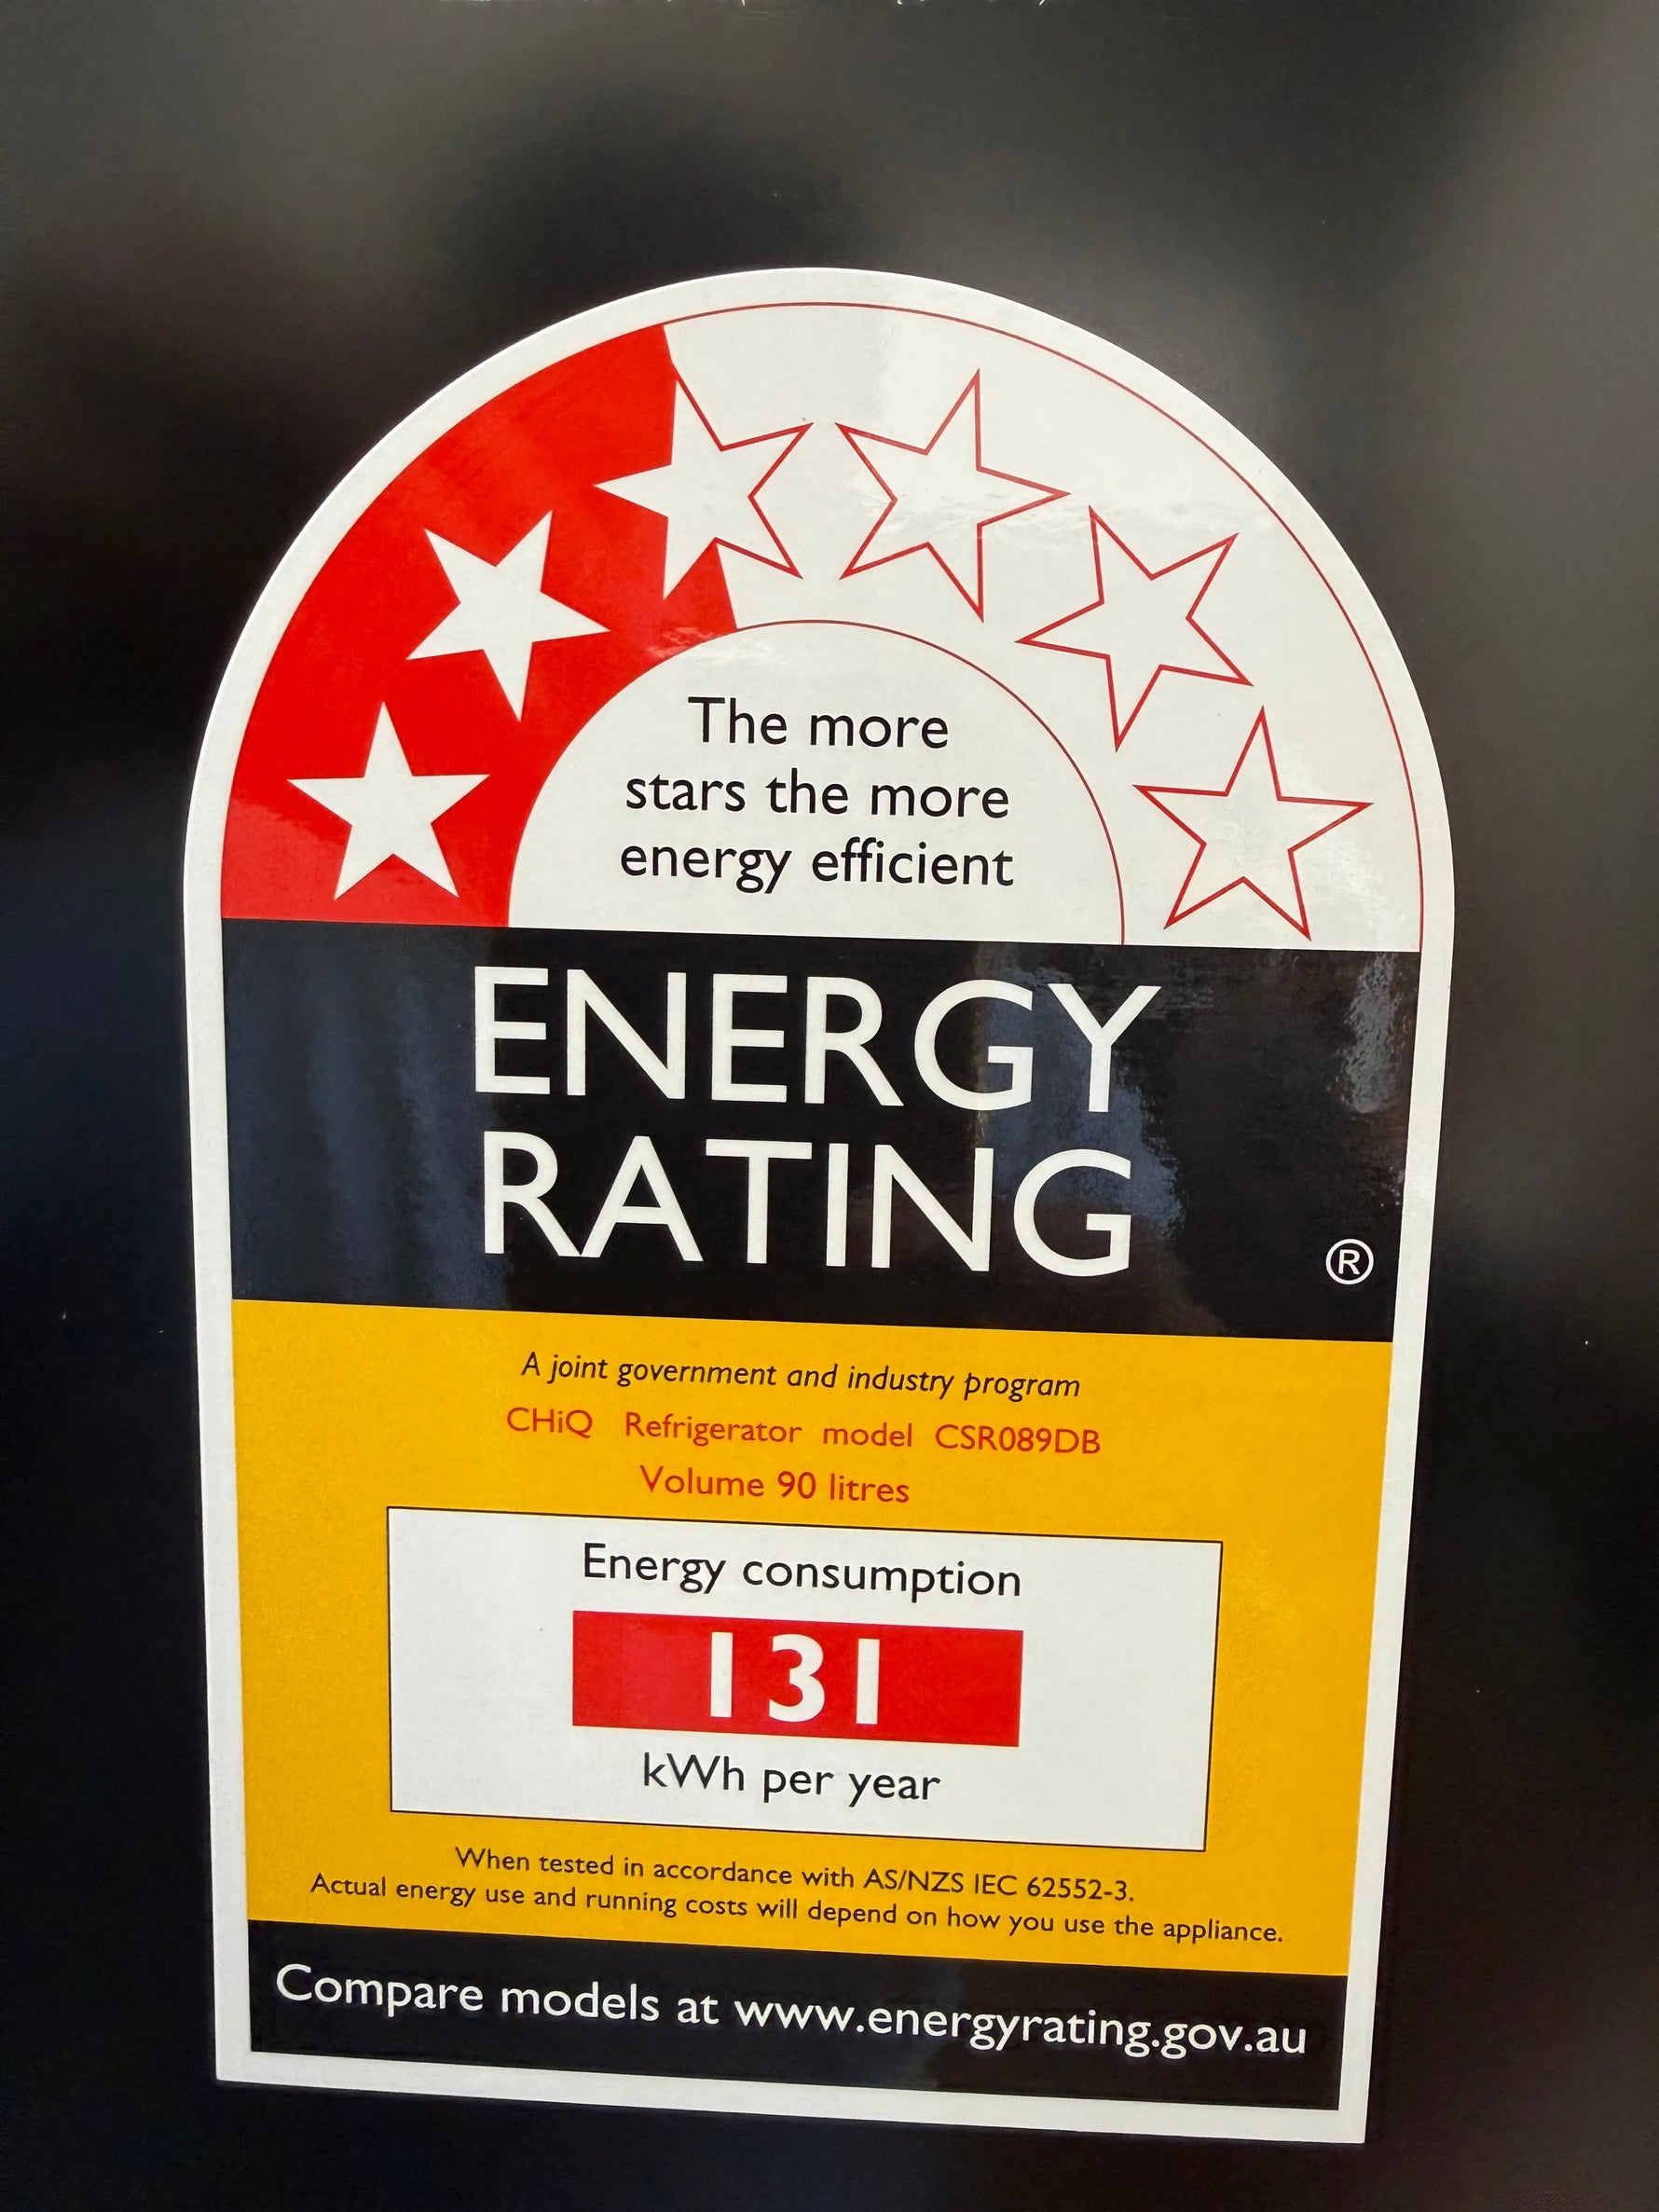 The more
stars the more
energy efficient
ENERGY
RATING
®
A joint government and industry program
CHiQ Refrigerator model CSR089DB
Volume 90 litres
Energy consumption
131
kWh per year
When tested in accordance with AS/NZS IEC 62552-3.
Actual energy use and running costs will depend on how you use the appliance.
Compare models at www.energyrating.gov.au